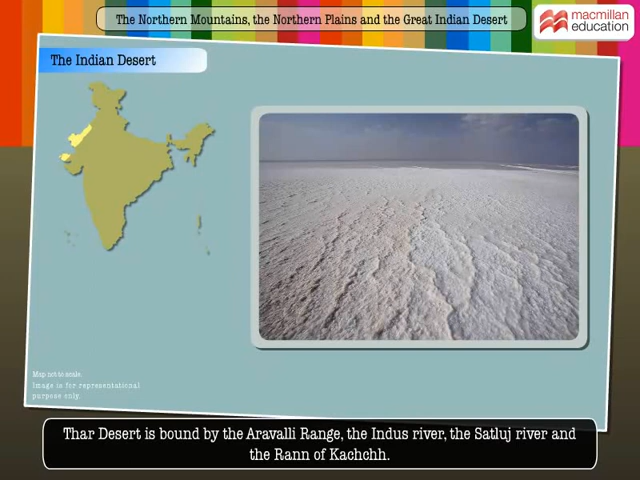 The Northern Mountains, the Northern Plains and the Great Indian Desert
macmillan
education
The Indian Desert
Map not to scale.
Image is for representational
purpose only.
Thar Desert is bound by the Aravalli Range, the Indus river, the Satluj river and
the Rann of Kachchh.